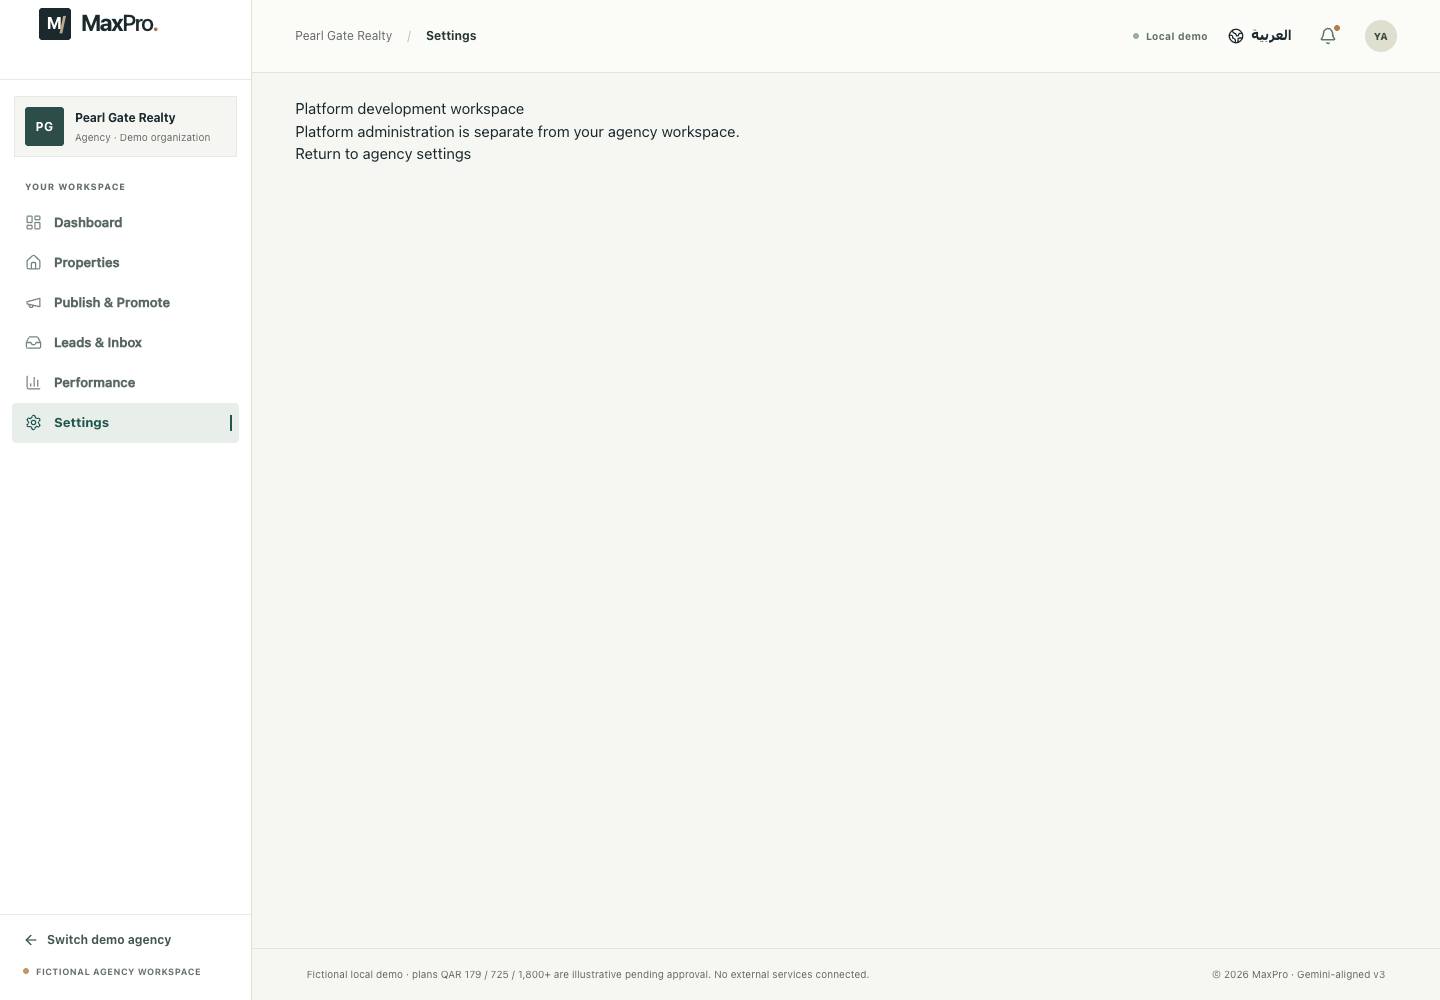 M/ MaxPro.
Pearl Gate Realty / Settings
Local demo
العربية
YA
PG
Pearl Gate Realty
Agency · Demo organization
YOUR WORKSPACE
Dashboard
Properties
Publish & Promote
Leads & Inbox
Performance
Settings
Platform development workspace
Platform administration is separate from your agency workspace.
Return to agency settings
Switch demo agency
FICTIONAL AGENCY WORKSPACE
Fictional local demo · plans QAR 179 / 725 / 1,800+ are illustrative pending approval. No external services connected.
© 2026 MaxPro · Gemini-aligned v3